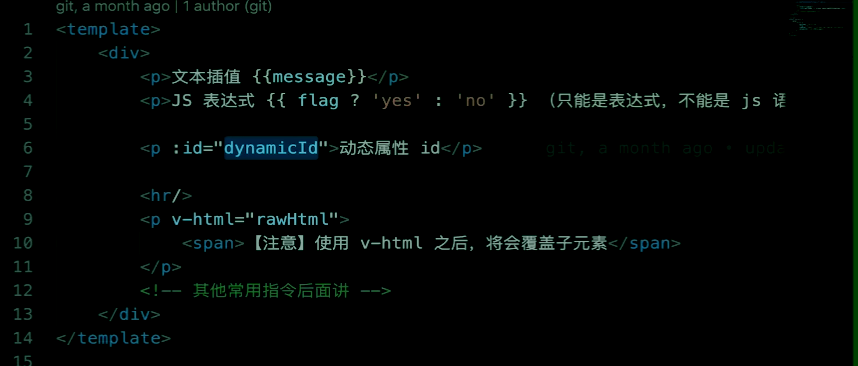 git, a month ago | 1 author (git)
1 <template>
2 <div>
3 <p>文本插值 {{message}}</p>
4 <p>JS 表达式 {{ flag ? 'yes' : 'no' }} （只能是表达式，不能是 js 语
5
6 <p :id="dynamicId">动态属性 id</p> git, a month ago • upda
7
8 <hr/>
9 <p v-html="rawHtml">
10 <span>【注意】使用 v-html 之后，将会覆盖子元素</span>
11 </p>
12 <!-- 其他常用指令后面讲 -->
13 </div>
14 </template>
15